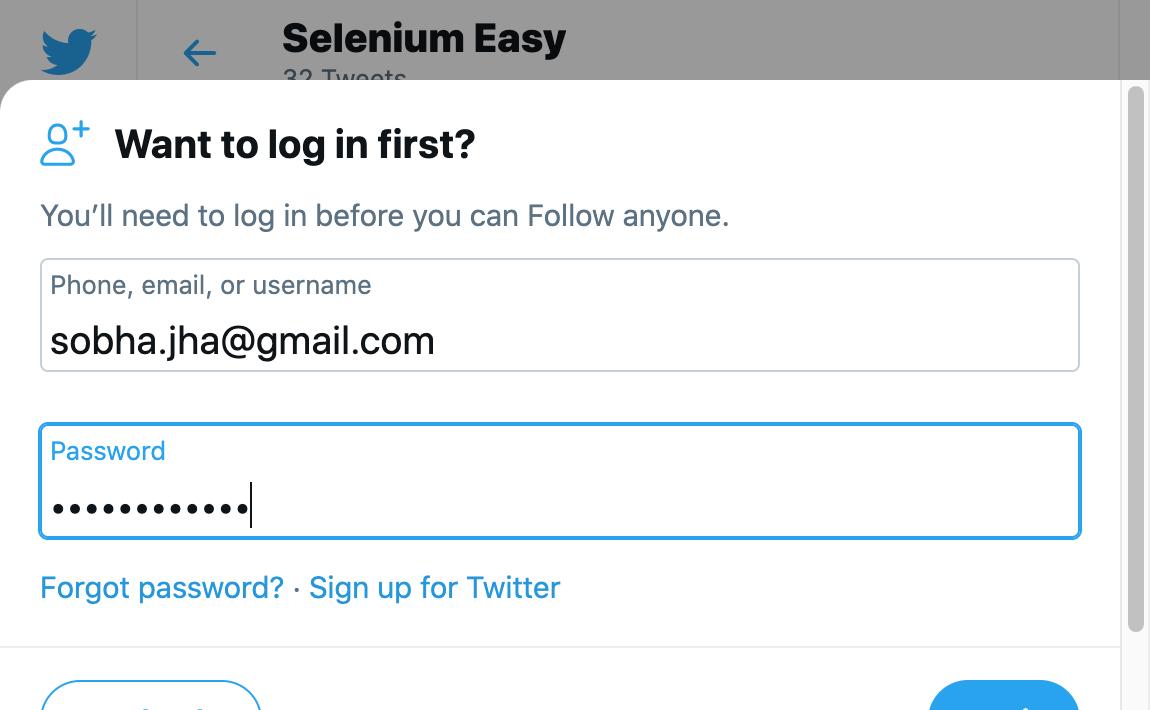 Selenium Easy
32 Tweets
Want to log in first?
You’ll need to log in before you can Follow anyone.
Phone, email, or username
sobha.jha@gmail.com
Password
••••••••••••
Forgot password? · Sign up for Twitter